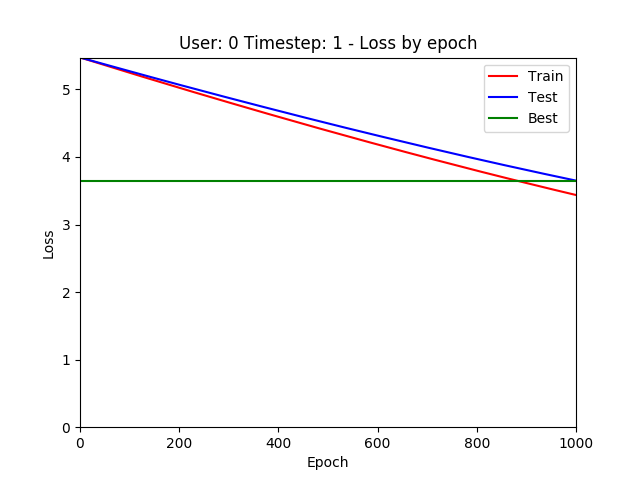 User: 0 Timestep: 1 - Loss by epoch
Train
Test
Best
5
4
3
2
1
0
Loss
0 200 400 600 800 1000
Epoch